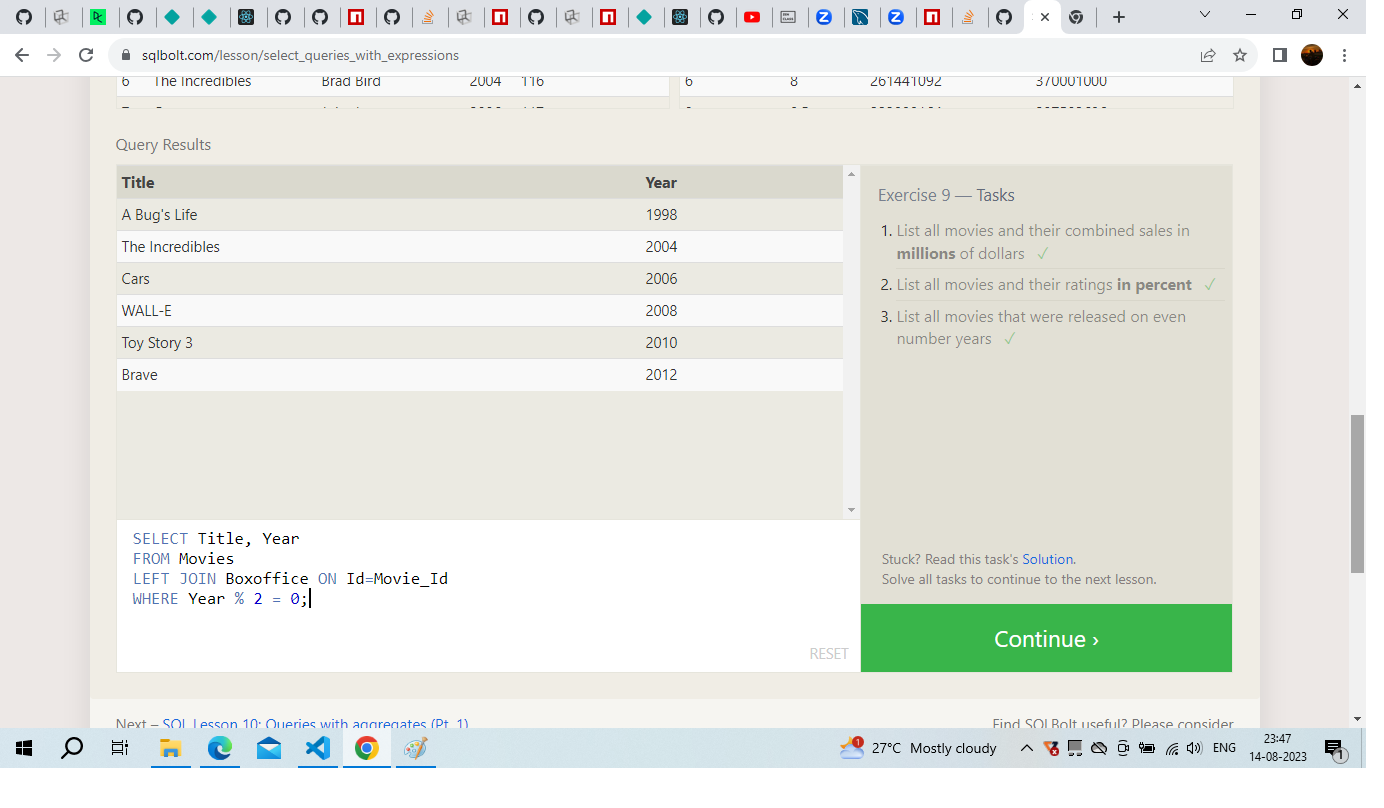 sqlbolt.com/lesson/select_queries_with_expressions
6 The Incredibles Brad Bird 2004 116
6 8 261441092 370001000
Query Results
Title Year
A Bug's Life 1998
The Incredibles 2004
Cars 2006
WALL-E 2008
Toy Story 3 2010
Brave 2012
Exercise 9 — Tasks
1. List all movies and their combined sales in
millions of dollars ✓
2. List all movies and their ratings in percent ✓
3. List all movies that were released on even
number years ✓
Stuck? Read this task's Solution.
Solve all tasks to continue to the next lesson.
Continue ›
SELECT Title, Year
FROM Movies
LEFT JOIN Boxoffice ON Id=Movie_Id
WHERE Year % 2 = 0;
RESET
Next – SQL Lesson 10: Queries with aggregates (Pt. 1)
Find SQLBolt useful? Please consider
1
27°C Mostly cloudy
ENG
23:47
14-08-2023
1